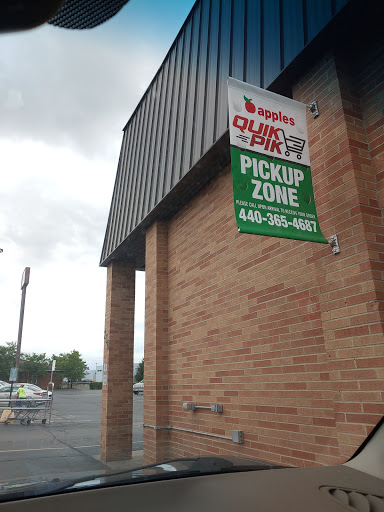 apples
QUIK
PIK
PICKUP
ZONE
PLEASE CALL UPON ARRIVAL TO RECEIVE YOUR ORDER
440-365-4687